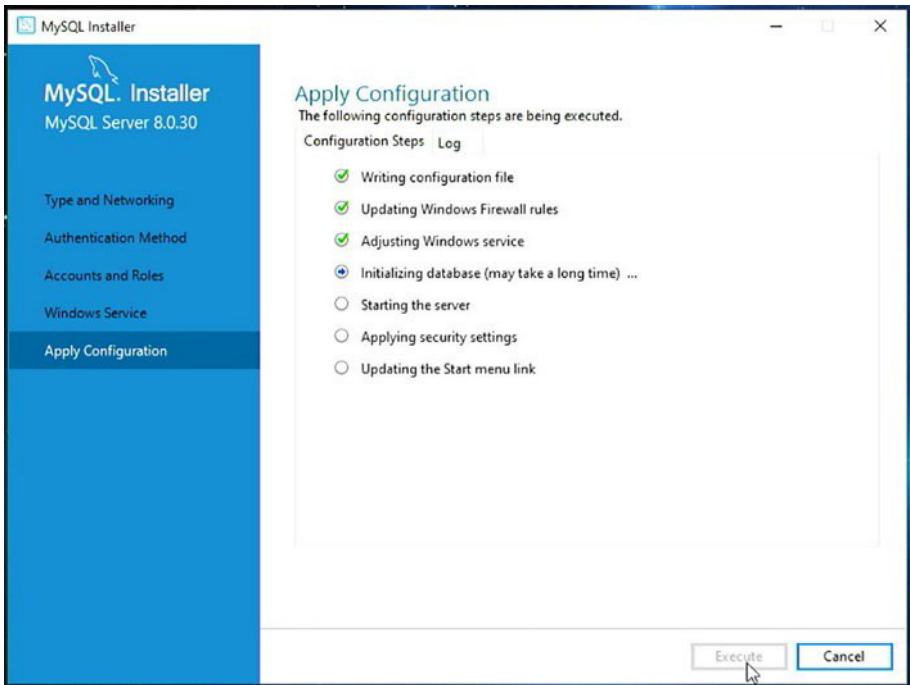 MySQL Installer
MySQL. Installer
MySQL Server 8.0.30
Type and Networking
Authentication Method
Accounts and Roles
Windows Service
Apply Configuration
Apply Configuration
The following configuration steps are being executed.
Configuration Steps Log
Writing configuration file
Updating Windows Firewall rules
Adjusting Windows service
Initializing database (may take a long time) ...
Starting the server
Applying security settings
Updating the Start menu link
Execute Cancel